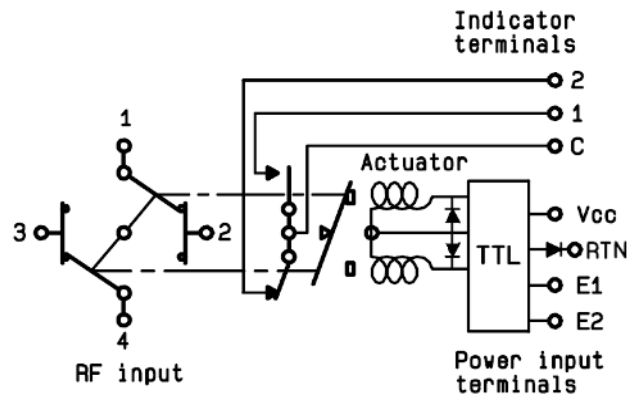 Indicator
terminals
2
1
C
1
Actuator
3
2
TTL
Vcc
RTN
E1
E2
4
RF input
Power input
terminals